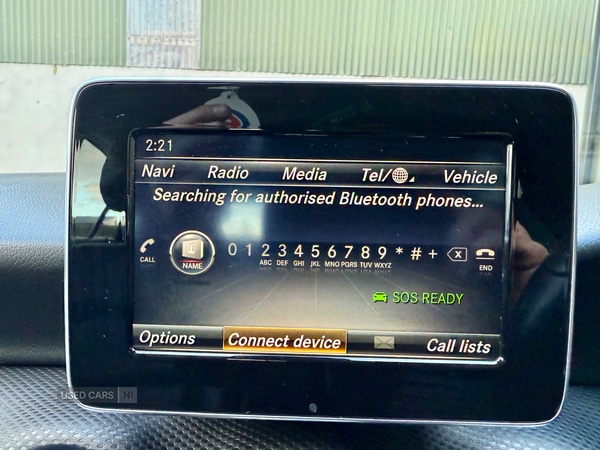 2:21
Navi Radio Media Tel/ Vehicle
Searching for authorised Bluetooth phones...
CALL NAME 0 1 2 3 4 5 6 7 8 9 * # + END
ABC DEF GHI JKL MNO PQRS TUV WXYZ
SOS READY
Options Connect device Call lists
USED CARS NI